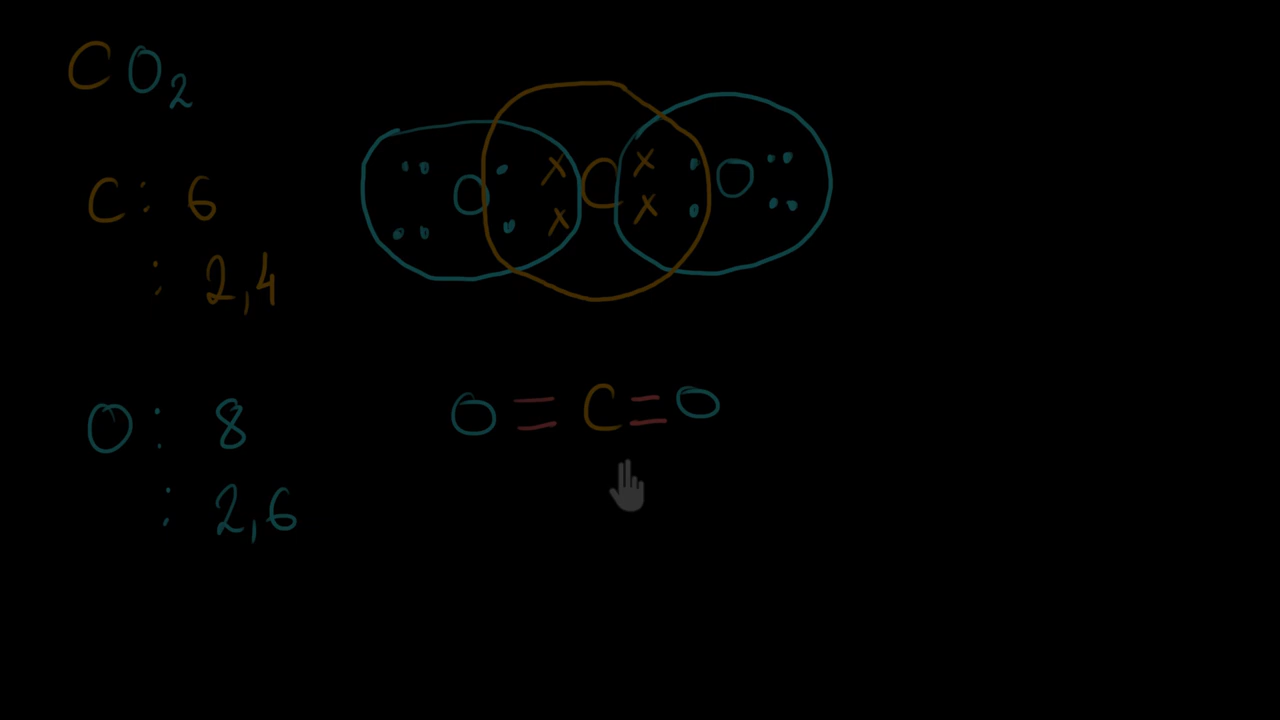 CO₂
C: 6
: 2,4
O: 8
: 2,6
O C O
O=C=O